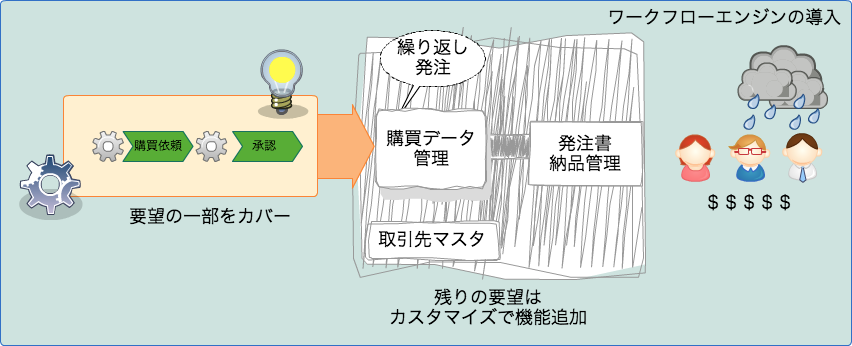 ワークフローエンジンの導入
繰り返し
発注
購買依頼
承認
購買データ
管理
発注書
納品管理
要望の一部をカバー
取引先マスタ
$ $ $ $ $
残りの要望は
カスタマイズで機能追加